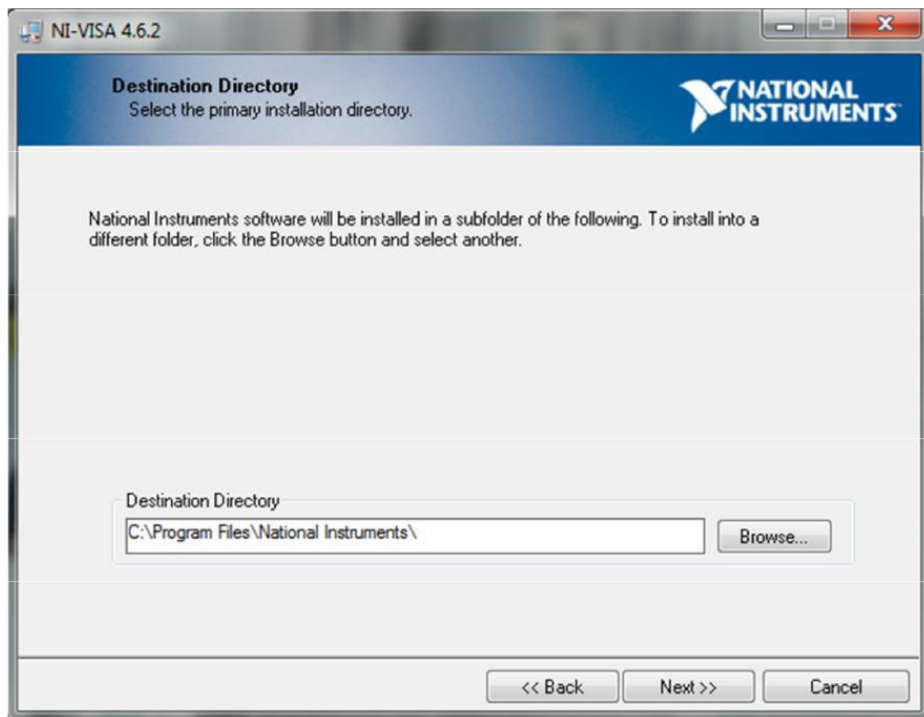 NI-VISA 4.6.2
Destination Directory
Select the primary installation directory.
NATIONAL
INSTRUMENTS
National Instruments software will be installed in a subfolder of the following. To install into a
different folder, click the Browse button and select another.
Destination Directory
C:\Program Files\National Instruments\
Browse...
<< Back
Next >>
Cancel